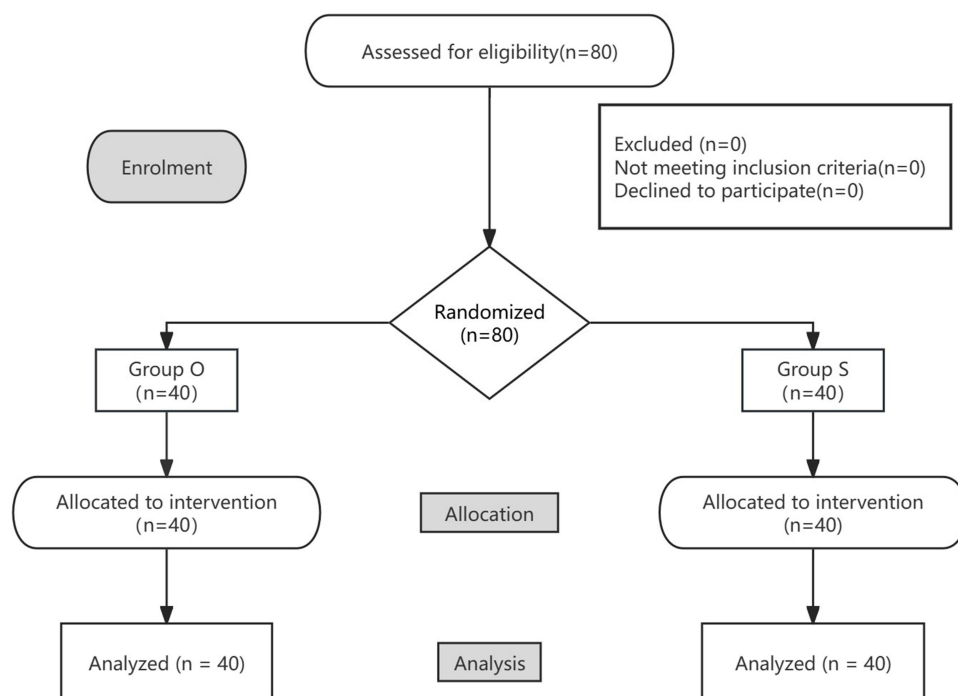 Assessed for eligibility(n=80)
Enrolment
Excluded (n=0)
Not meeting inclusion criteria(n=0)
Declined to participate(n=0)
Randomized
(n=80)
Group O
(n=40)
Group S
(n=40)
Allocated to intervention
(n=40)
Allocation
Allocated to intervention
(n=40)
Analyzed (n = 40)
Analysis
Analyzed (n = 40)